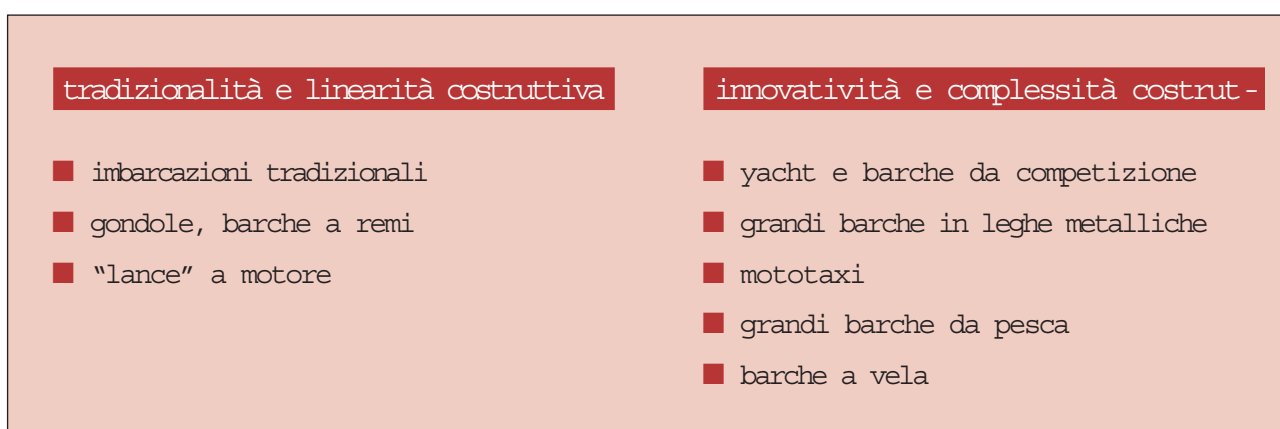 tradizionalità e linearità costruttiva
imbarcazioni tradizionali
gondole, barche a remi
“lance” a motore
innovatività e complessità costrut-
yacht e barche da competizione
grandi barche in leghe metalliche
mototaxi
grandi barche da pesca
barche a vela